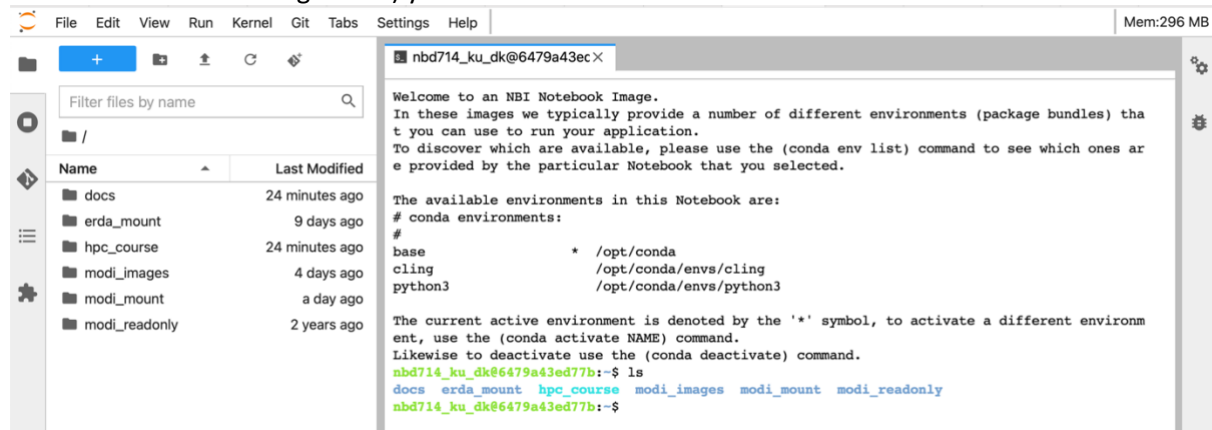 File Edit View Run Kernel Git Tabs Settings Help Mem:296 MB
nbd714_ku_dk@6479a43ec
Filter files by name
/
Name Last Modified
docs 24 minutes ago
erda_mount 9 days ago
hpc_course 24 minutes ago
modi_images 4 days ago
modi_mount a day ago
modi_readonly 2 years ago
Welcome to an NBI Notebook Image.
In these images we typically provide a number of different environments (package bundles) tha
t you can use to run your application.
To discover which are available, please use the (conda env list) command to see which ones ar
e provided by the particular Notebook that you selected.
The available environments in this Notebook are:
# conda environments:
#
base * /opt/conda
cling /opt/conda/envs/cling
python3 /opt/conda/envs/python3
The current active environment is denoted by the '*' symbol, to activate a different environm
ent, use the (conda activate NAME) command.
Likewise to deactivate use the (conda deactivate) command.
nbd714_ku_dk@6479a43ed77b:~$ ls
docs erda_mount hpc_course modi_images modi_mount modi_readonly
nbd714_ku_dk@6479a43ed77b:~$